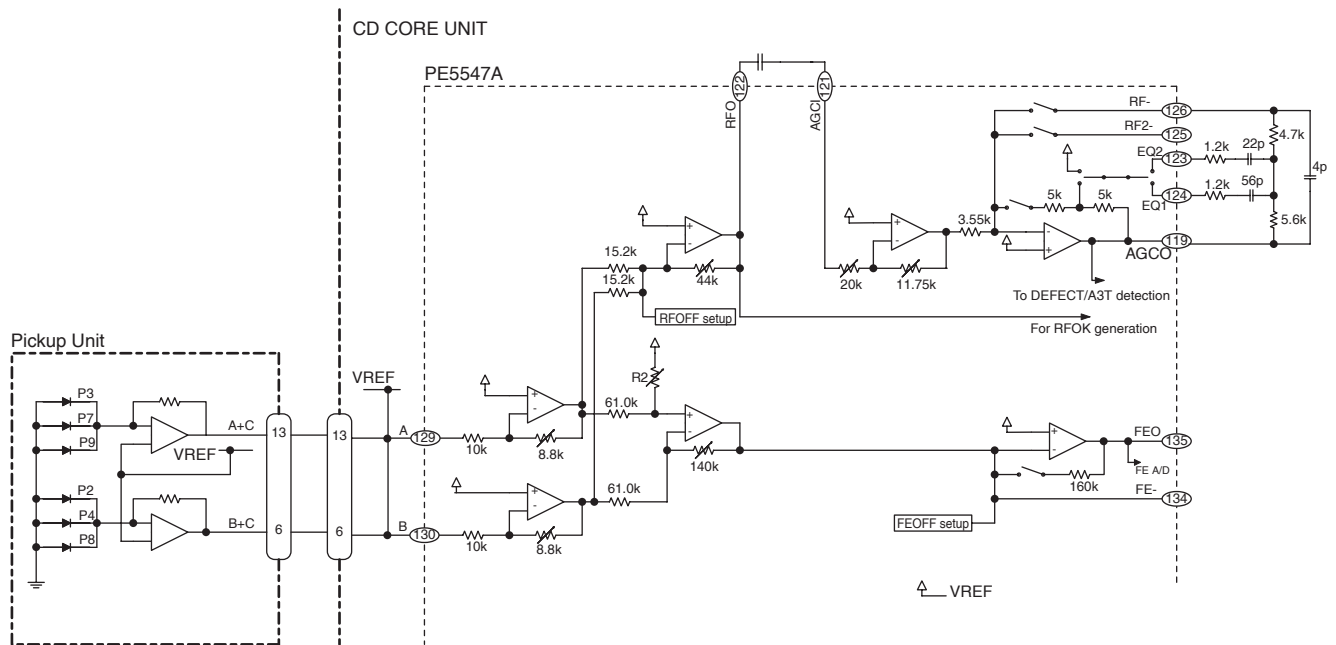 CD CORE UNIT
PE5547A
122
RFO
121
AGCI
RF-
126
RF2-
125
EQ2
123
1.2k
22p
4.7k
4p
EQ1
124
1.2k
56p
5k
5k
5.6k
3.55k
AGCO
119
15.2k
15.2k
44k
20k
11.75k
To DEFECT/A3T detection
RFOFF setup
For RFOK generation
Pickup Unit
P3
P7
P9
VREF
A+C
13
13
VREF
A
129
10k
8.8k
61.0k
R2
140k
P2
P4
P8
B+C
6
6
B
130
10k
8.8k
61.0k
FEO
135
FE A/D
160k
FE-
134
FEOFF setup
VREF
+
-
+
-
+
-
+
-
+
-
-
+
+
-